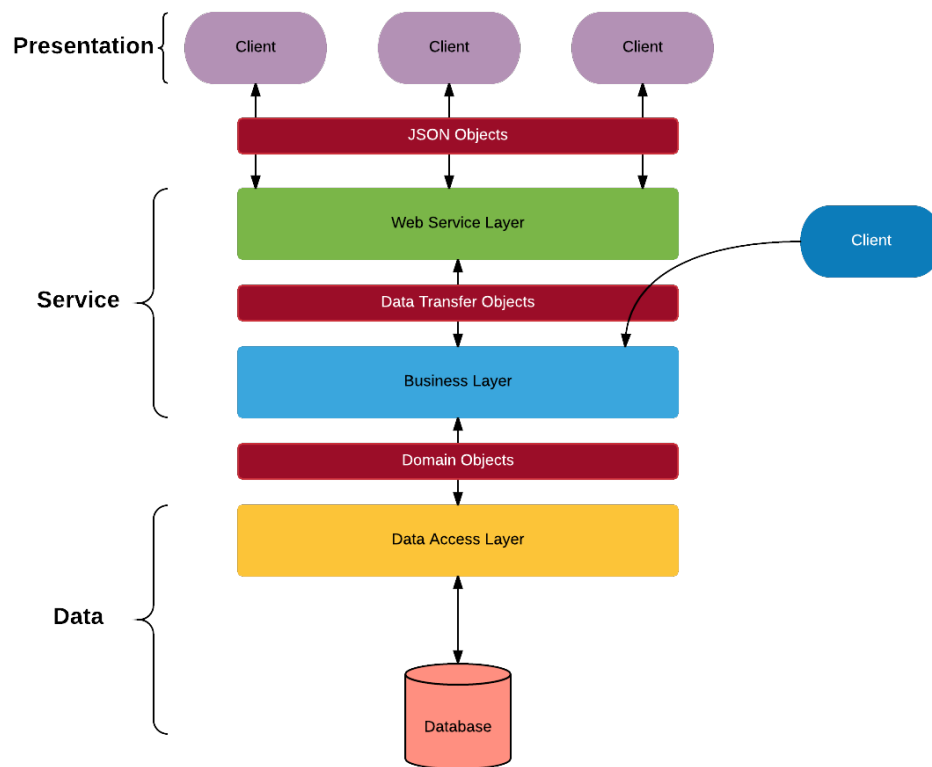 Presentation
Client
Client
Client
JSON Objects
Web Service Layer
Client
Service
Data Transfer Objects
Business Layer
Domain Objects
Data Access Layer
Data
Database